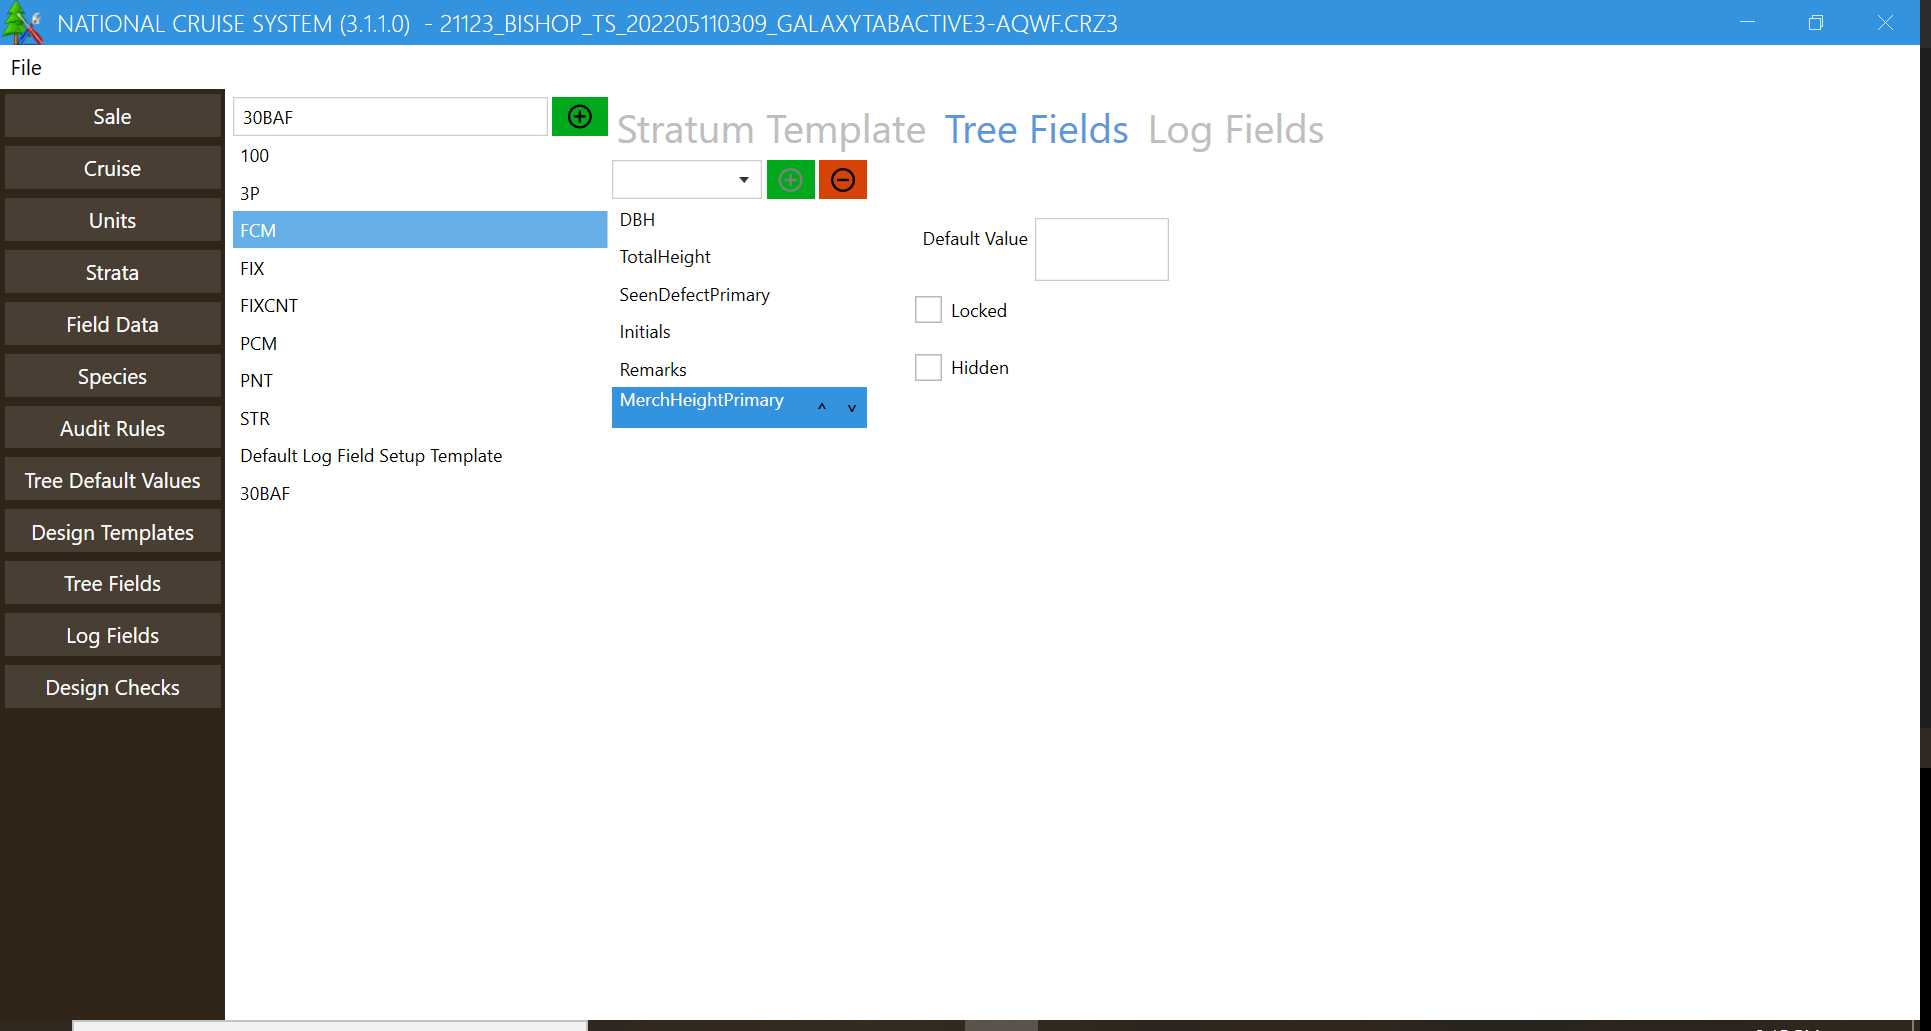 NATIONAL CRUISE SYSTEM (3.1.1.0) - 21123_BISHOP_TS_202205110309_GALAXYTABACTIVE3-AQWF.CRZ3
File
Sale
Cruise
Units
Strata
Field Data
Species
Audit Rules
Tree Default Values
Design Templates
Tree Fields
Log Fields
Design Checks
30BAF
100
3P
FCM
FIX
FIXCNT
PCM
PNT
STR
Default Log Field Setup Template
30BAF
Stratum Template Tree Fields Log Fields
DBH
TotalHeight
SeenDefectPrimary
Initials
Remarks
MerchHeightPrimary
Default Value
Locked
Hidden